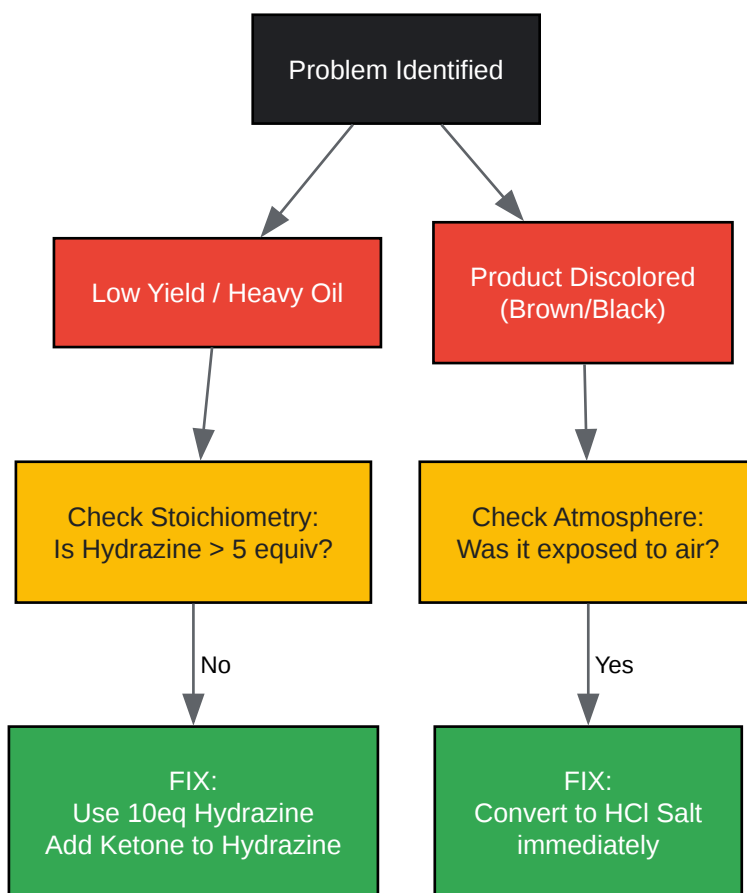 Problem Identified
Low Yield / Heavy Oil
Product Discolored
(Brown/Black)
Check Stoichiometry:
Is Hydrazine > 5 equiv?
Check Atmosphere:
Was it exposed to air?
No
Yes
FIX:
Use 10eq Hydrazine
Add Ketone to Hydrazine
FIX:
Convert to HCl Salt
immediately